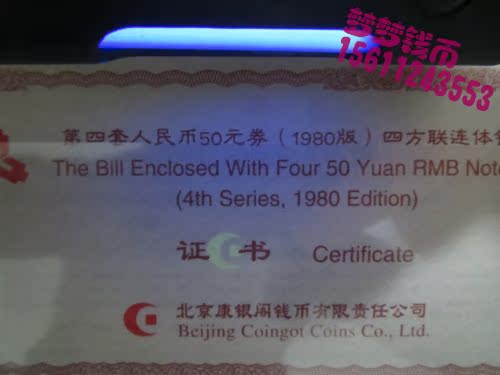 梦梦钱币
15611243553
第四套人民币50元券（1980版）四方联连体
The Bill Enclosed With Four 50 Yuan RMB Note
(4th Series, 1980 Edition)
证 书 Certificate
北京康银阁钱币有限责任公司
Beijing Coingot Coins Co., Ltd.